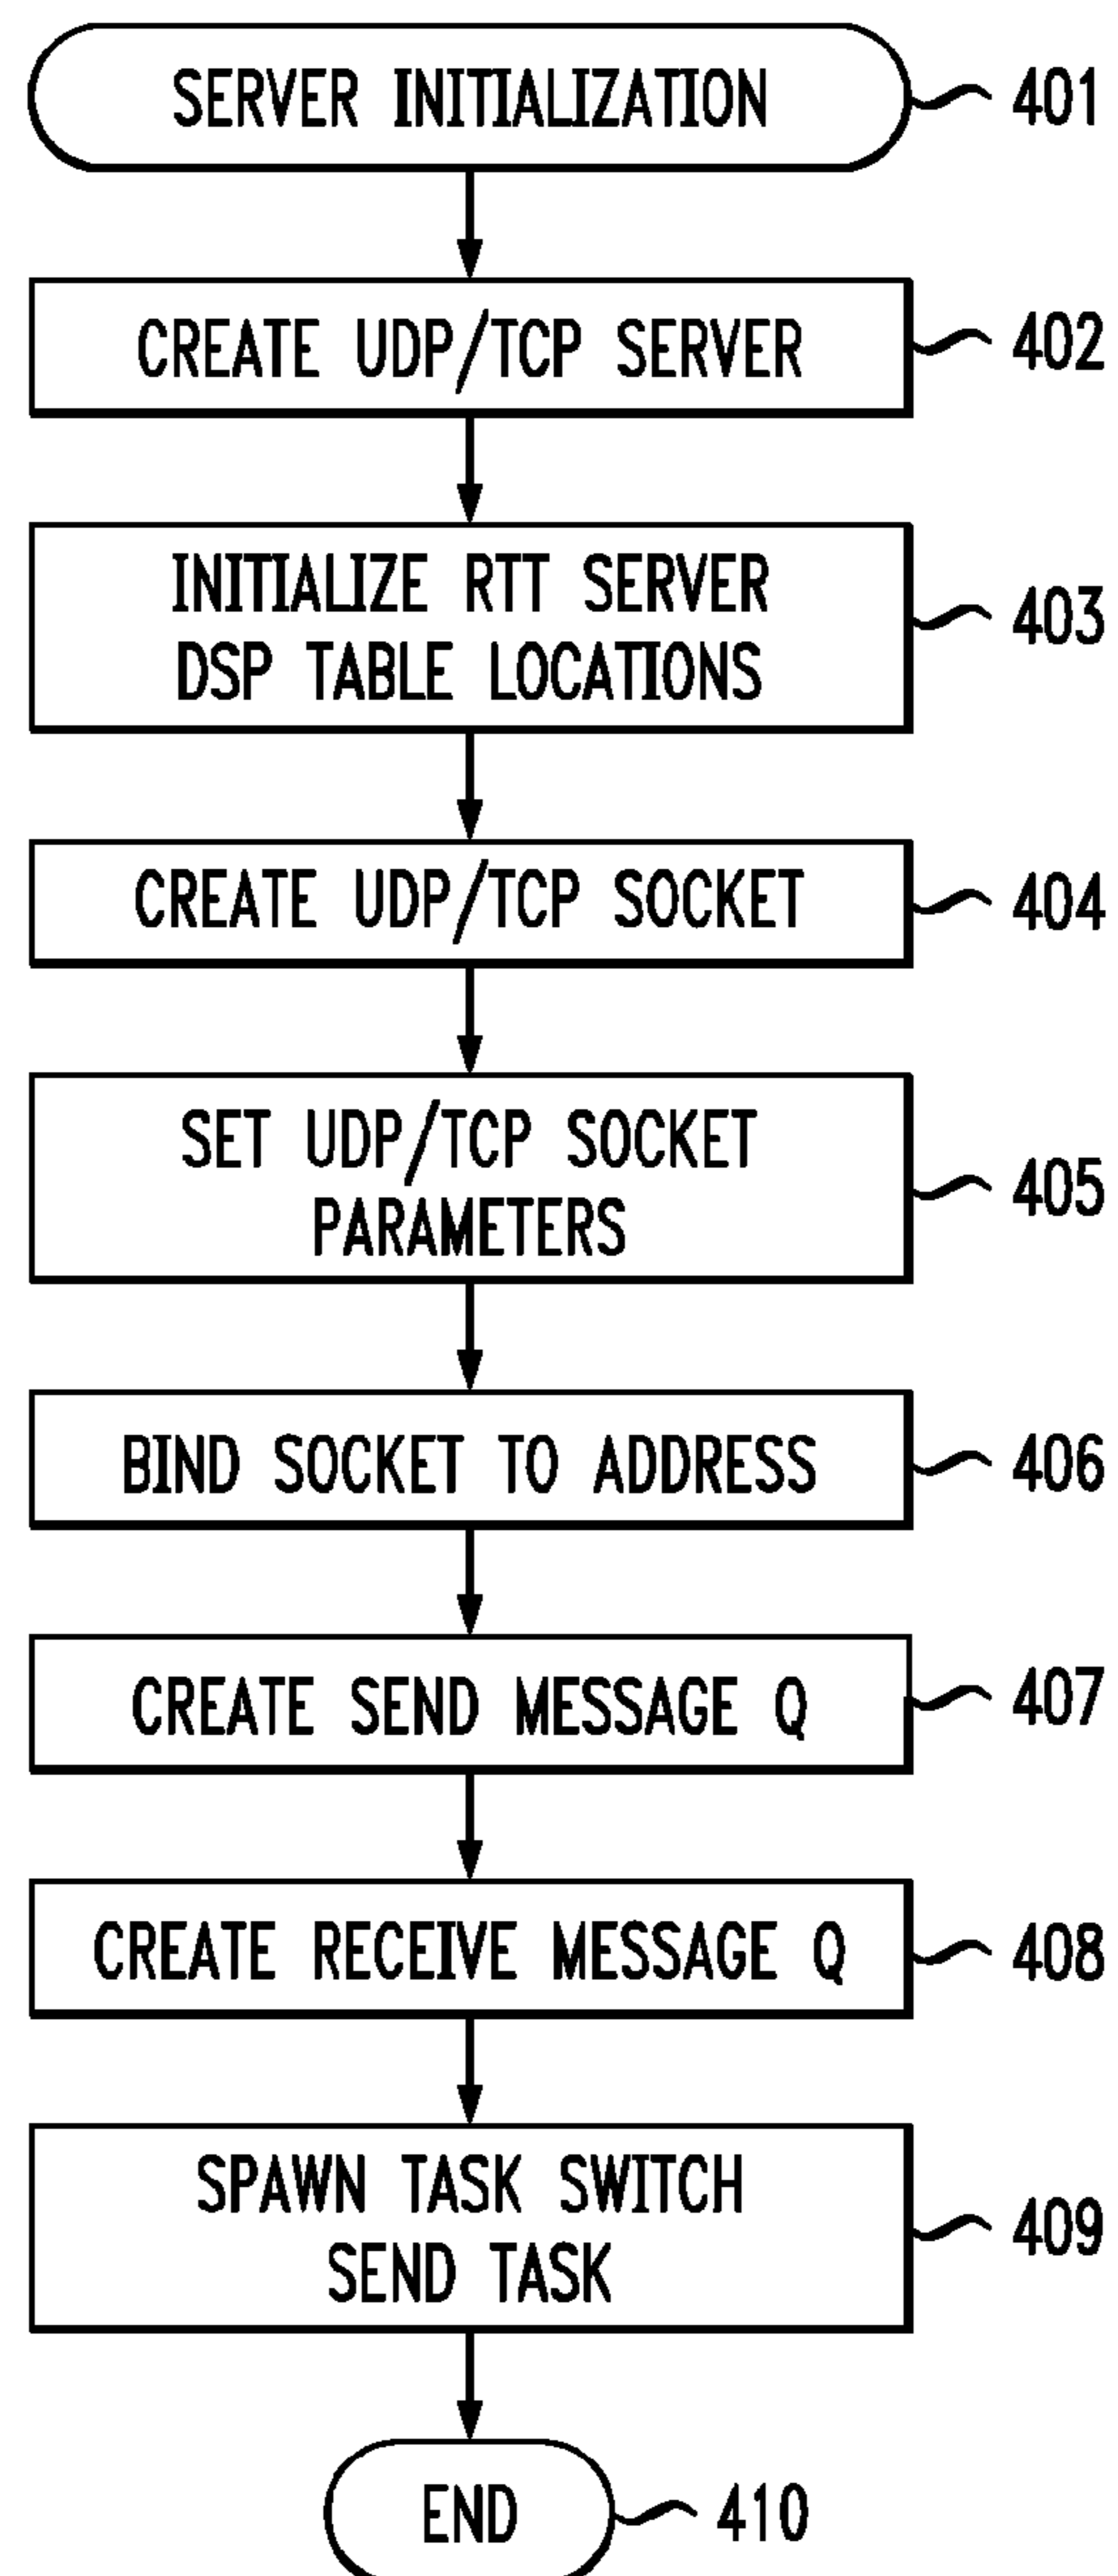 SERVER INITIALIZATION
401
CREATE UDP/TCP SERVER
402
INITIALIZE RTT SERVER
DSP TABLE LOCATIONS
403
CREATE UDP/TCP SOCKET
404
SET UDP/TCP SOCKET
PARAMETERS
405
BIND SOCKET TO ADDRESS
406
CREATE SEND MESSAGE Q
407
CREATE RECEIVE MESSAGE Q
408
SPAWN TASK SWITCH
SEND TASK
409
END
410